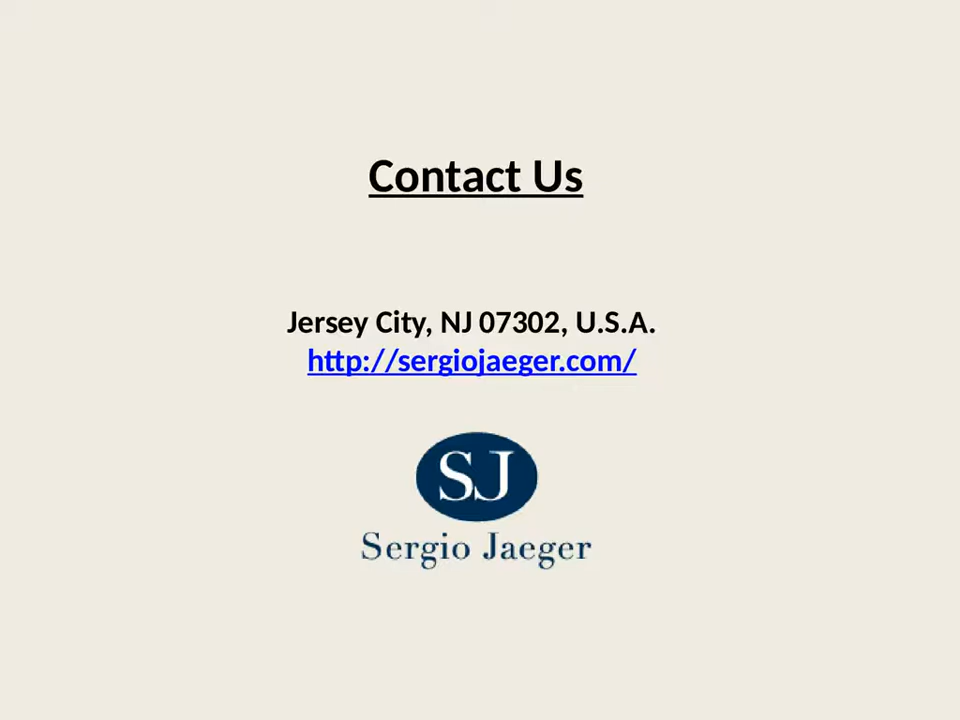 Contact Us
Jersey City, NJ 07302, U.S.A.
http://sergiojaeger.com/
SJ
Sergio Jaeger